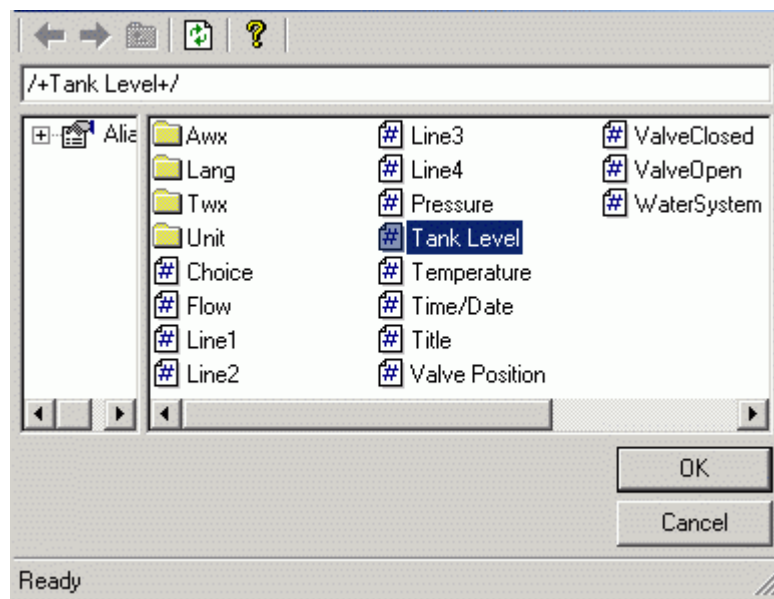 /+Tank Level+/
Alia
Awx
Lang
Twx
Unit
Choice
Flow
Line1
Line2
Line3
Line4
Pressure
Tank Level
Temperature
Time/Date
Title
Valve Position
ValveClosed
ValveOpen
WaterSystem
OK
Cancel
Ready